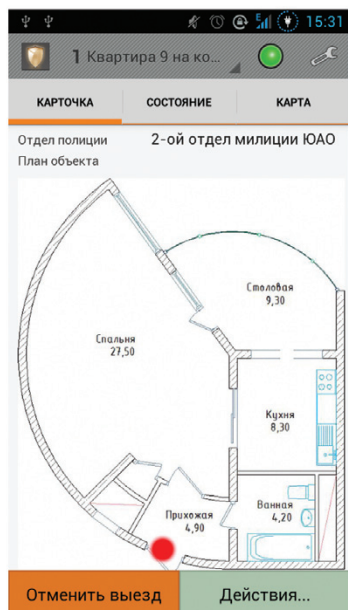 15:31
1 Квартира 9 на ко...
КАРТОЧКА СОСТОЯНИЕ КАРТА
Отдел полиции 2-ой отдел милиции ЮАО
План объекта
Столовая
9,30
Спальня
27,50
Кухня
8,30
Прихожая
4,90
Ванная
4,20
Отменить выезд Действия...